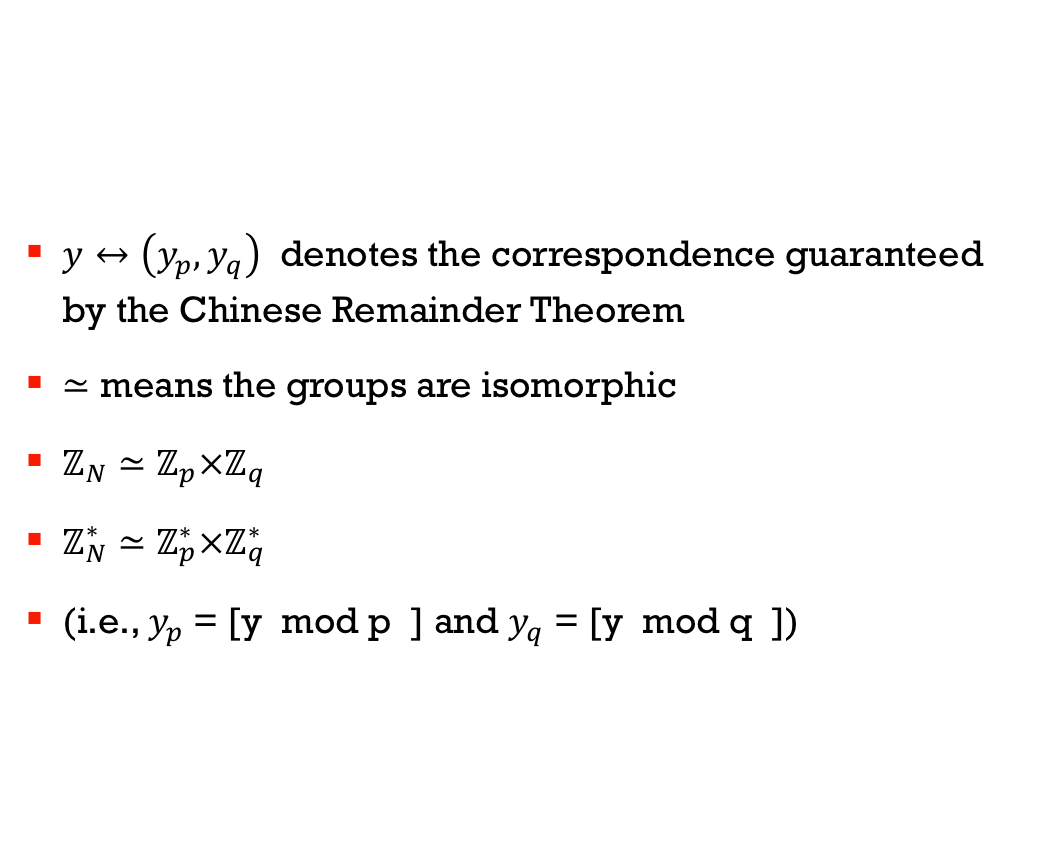 ▪ y ↔ (y_p, y_q) denotes the correspondence guaranteed
by the Chinese Remainder Theorem
▪ ≃ means the groups are isomorphic
▪ ℤ_N ≃ ℤ_p×ℤ_q
▪ ℤ*_N ≃ ℤ*_p×ℤ*_q
▪ (i.e., y_p = [y mod p ] and y_q = [y mod q ])